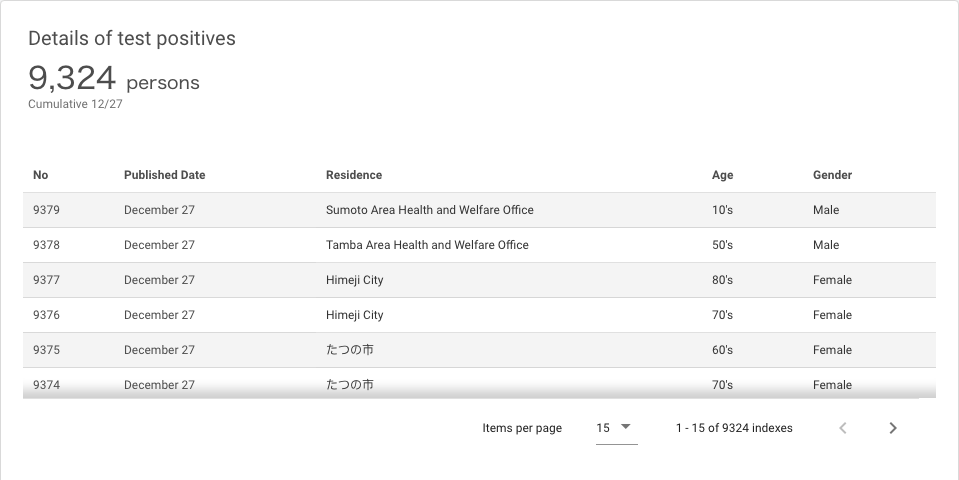 Details of test positives
9,324 persons
Cumulative 12/27
No Published Date Residence Age Gender
9379 December 27 Sumoto Area Health and Welfare Office 10's Male
9378 December 27 Tamba Area Health and Welfare Office 50's Male
9377 December 27 Himeji City 80's Female
9376 December 27 Himeji City 70's Female
9375 December 27 たつの市 60's Female
9374 December 27 たつの市 70's Female
Items per page 15 1 - 15 of 9324 indexes